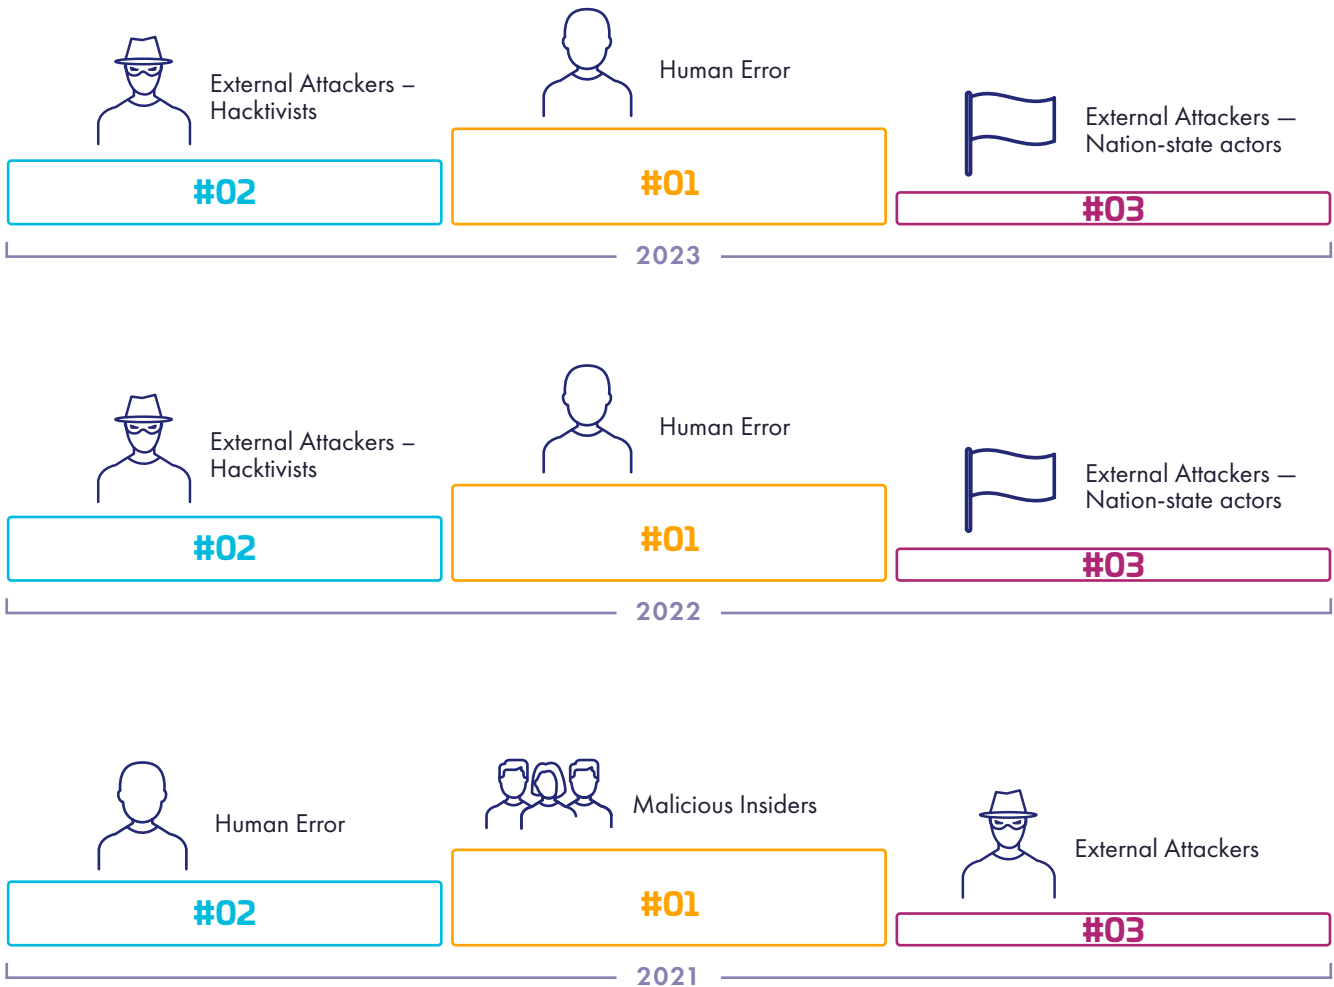 External Attackers –
Hacktivists
#02
Human Error
#01
External Attackers —
Nation-state actors
#03
2023
External Attackers –
Hacktivists
#02
Human Error
#01
External Attackers —
Nation-state actors
#03
2022
Human Error
#02
Malicious Insiders
#01
External Attackers
#03
2021